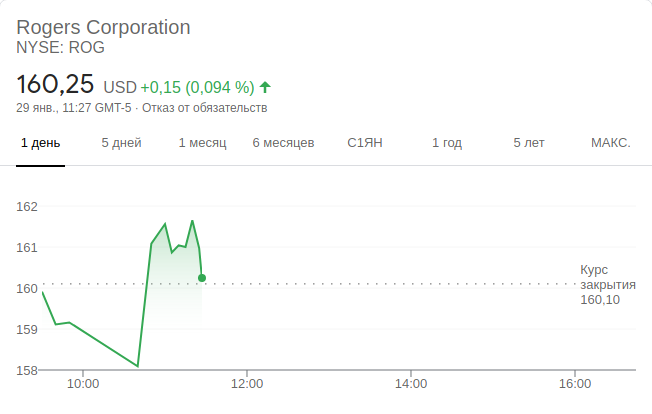 Rogers Corporation
NYSE: ROG
160,25 USD +0,15 (0,094 %)
29 янв., 11:27 GMT-5 · Отказ от обязательств
1 день 5 дней 1 месяц 6 месяцев С1ЯН 1 год 5 лет МАКС.
162
161
160
159
158
Курс
закрытия
160,10
10:00 12:00 14:00 16:00